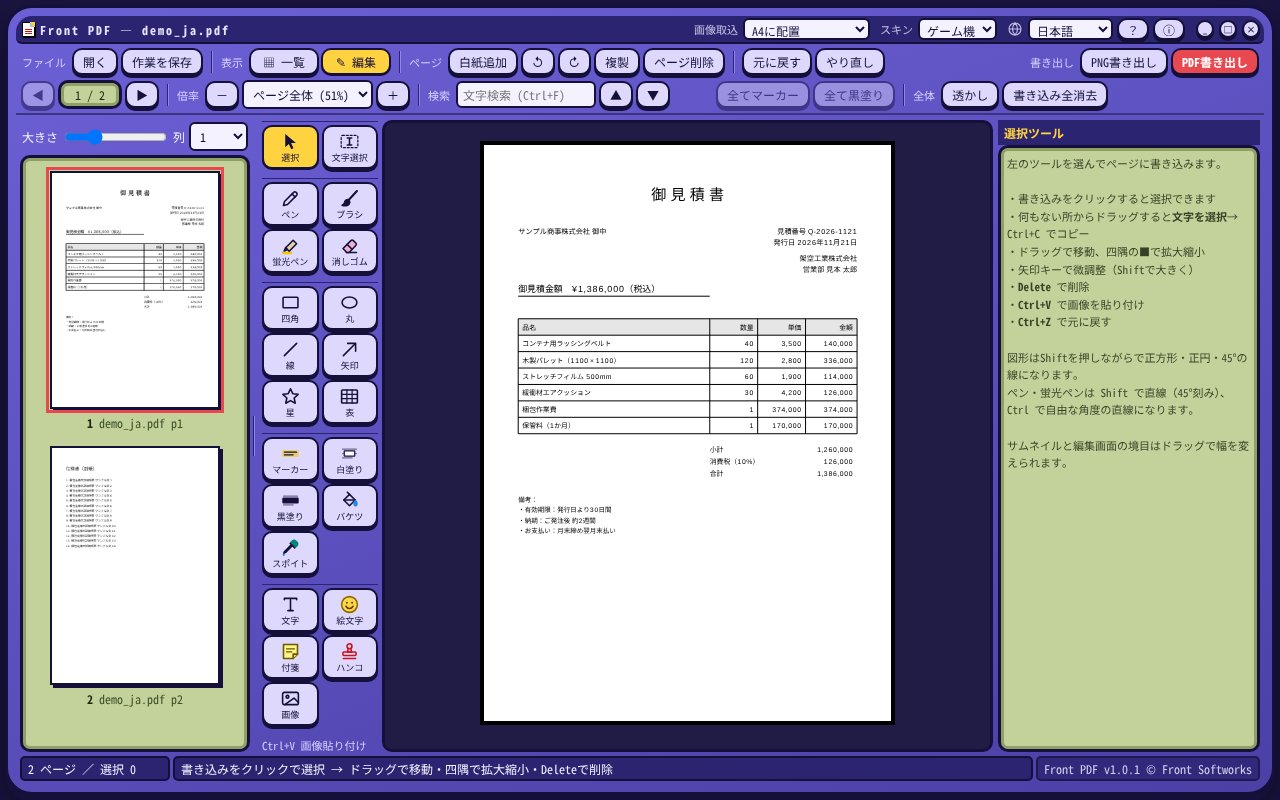 Front PDF — demo_ja.pdf
画像取込 A4に配置 スキン ゲーム機 日本語 ? ⓘ
ファイル 開く 作業を保存 表示 一覧 編集 ページ 白紙追加 複製 ページ削除 元に戻す やり直し 書き出し PNG書き出し PDF書き出し
◀ 1 / 2 ▶ 倍率 − ページ全体 (51%) + 検索 文字検索 (Ctrl+F) ▲ ▼ 全てマーカー 全て黒塗り 全体 透かし 書き込み全消去
大きさ 列 1
御見積書
1 demo_ja.pdf p1
仕様書(別紙)
2 demo_ja.pdf p2
選択 文字選択
ペン ブラシ
蛍光ペン 消しゴム
四角 丸
線 矢印
星 表
マーカー 白塗り
黒塗り バケツ
スポイト
文字 絵文字
付箋 ハンコ
画像
Ctrl+V 画像貼り付け
御見積書
サンプル商事株式会社 御中
見積番号 Q-2026-1121
発行日 2026年11月21日
架空工業株式会社
営業部 見本 太郎
御見積金額 ¥1,386,000(税込)
品名 数量 単価 金額
コンテナ用ラッシングベルト 40 3,500 140,000
木製パレット(1100×1100) 120 2,800 336,000
ストレッチフィルム 500mm 60 1,900 114,000
緩衝材エアクッション 30 4,200 126,000
梱包作業費 1 374,000 374,000
保管料(1か月) 1 170,000 170,000
小計 1,260,000
消費税(10%) 126,000
合計 1,386,000
備考:
・有効期限:発行日より30日間
・納期:ご発注後 約2週間
・お支払い:月末締め翌月末払い
選択ツール
左のツールを選んでページに書き込みます。
・書き込みをクリックすると選択できます
・何もない所からドラッグすると文字を選択→
Ctrl+C でコピー
・ドラッグで移動、四隅の■で拡大縮小
・矢印キーで微調整(Shiftで大きく)
・Delete で削除
・Ctrl+V で画像を貼り付け
・Ctrl+Z で元に戻す
図形はShiftを押しながらで正方形・正円・45°の
線になります。
ペン・蛍光ペンは Shift で直線(45°刻み)、
Ctrl で自由な角度の直線になります。
サムネイルと編集画面の境目はドラッグで幅を変
えられます。
2 ページ / 選択 0
書き込みをクリックで選択 → ドラッグで移動・四隅で拡大縮小・Deleteで削除
Front PDF v1.0.1 © Front Softworks